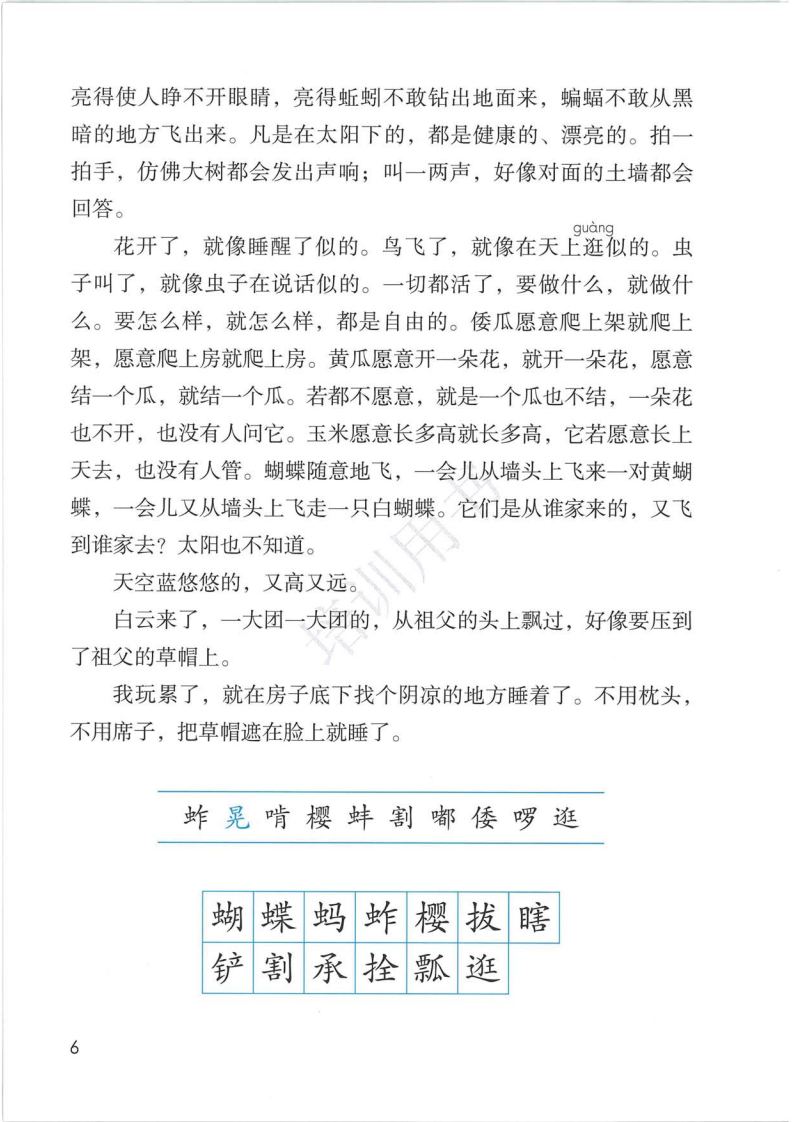 亮得使人睁不开眼睛，亮得蚯蚓不敢钻出地面来，蝙蝠不敢从黑
暗的地方飞出来。凡是在太阳下的，都是健康的、漂亮的。拍一
拍手，仿佛大树都会发出声响；叫一两声，好像对面的土墙都会
回答。
guàng
花开了，就像睡醒了似的。鸟飞了，就像在天上逛似的。虫
子叫了，就像虫子在说话似的。一切都活了，要做什么，就做什
么。要怎么样，就怎么样，都是自由的。倭瓜愿意爬上架就爬上
架，愿意爬上房就爬上房。黄瓜愿意开一朵花，就开一朵花，愿意
结一个瓜，就结一个瓜。若都不愿意，就是一个瓜也不结，一朵花
也不开，也没有人问它。玉米愿意长多高就长多高，它若愿意长上
天去，也没有人管。蝴蝶随意地飞，一会儿从墙头上飞来一对黄蝴
蝶，一会儿又从墙头上飞走一只白蝴蝶。它们是从谁家来的，又飞
到谁家去？太阳也不知道。
天空蓝悠悠的，又高又远。
白云来了，一大团一大团的，从祖父的头上飘过，好像要压到
了祖父的草帽上。
我玩累了，就在房子底下找个阴凉的地方睡着了。不用枕头，
不用席子，把草帽遮在脸上就睡了。
培训用书
蚱 晃 啃 樱 蚌 割 嘟 倭 啰 逛
蝴 蝶 蚂 蚱 樱 拔 瞎
铲 割 承 拴 瓢 逛
6